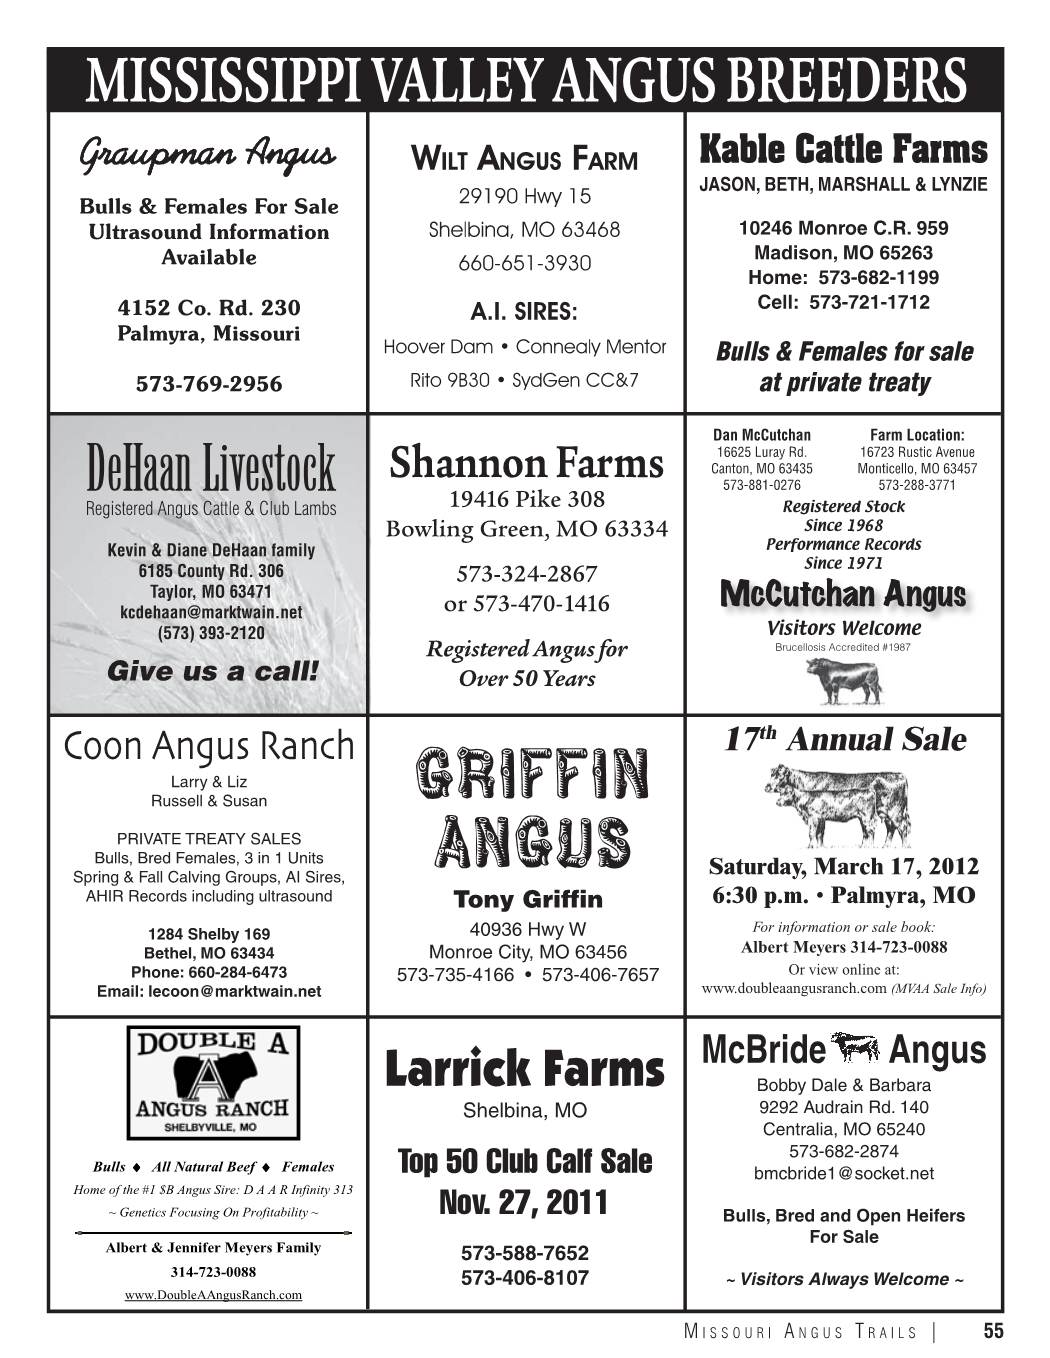 MISSISSIPPI VALLEY ANGUS BREEDERS
Graupman Angus
Bulls & Females For Sale
Ultrasound Information
Available
4152 Co. Rd. 230
Palmyra, Missouri
573-769-2956
WILT ANGUS FARM
29190 Hwy 15
Shelbina, MO 63468
660-651-3930
A.I. SIRES:
Hoover Dam • Connealy Mentor
Rito 9B30 • SydGen CC&7
Kable Cattle Farms
JASON, BETH, MARSHALL & LYNZIE
10246 Monroe C.R. 959
Madison, MO 65263
Home: 573-682-1199
Cell: 573-721-1712
Bulls & Females for sale
at private treaty
DeHaan Livestock
Registered Angus Cattle & Club Lambs
Kevin & Diane DeHaan family
6185 County Rd. 306
Taylor, MO 63471
kcdehaan@marktwain.net
(573) 393-2120
Give us a call!
Shannon Farms
19416 Pike 308
Bowling Green, MO 63334
573-324-2867
or 573-470-1416
Registered Angus for
Over 50 Years
Dan McCutchan
16625 Luray Rd.
Canton, MO 63435
573-881-0276
Farm Location:
16723 Rustic Avenue
Monticello, MO 63457
573-288-3771
Registered Stock
Since 1968
Performance Records
Since 1971
McCutchan Angus
Visitors Welcome
Brucellosis Accredited #1987
Coon Angus Ranch
Larry & Liz
Russell & Susan
PRIVATE TREATY SALES
Bulls, Bred Females, 3 in 1 Units
Spring & Fall Calving Groups, AI Sires,
AHIR Records including ultrasound
1284 Shelby 169
Bethel, MO 63434
Phone: 660-284-6473
Email: lecoon@marktwain.net
GRIFFIN
ANGUS
Tony Griffin
40936 Hwy W
Monroe City, MO 63456
573-735-4166 • 573-406-7657
17th Annual Sale
Saturday, March 17, 2012
6:30 p.m. • Palmyra, MO
For information or sale book:
Albert Meyers 314-723-0088
Or view online at:
www.doubleaangusranch.com (MVAA Sale Info)
DOUBLE A
A
ANGUS RANCH
SHELBYVILLE, MO
Bulls ♦ All Natural Beef ♦ Females
Home of the #1 $B Angus Sire: D A A R Infinity 313
~ Genetics Focusing On Profitability ~
Albert & Jennifer Meyers Family
314-723-0088
www.DoubleAAngusRanch.com
Larrick Farms
Shelbina, MO
Top 50 Club Calf Sale
Nov. 27, 2011
573-588-7652
573-406-8107
McBride Angus
Bobby Dale & Barbara
9292 Audrain Rd. 140
Centralia, MO 65240
573-682-2874
bmcbride1@socket.net
Bulls, Bred and Open Heifers
For Sale
~ Visitors Always Welcome ~
MISSOURI ANGUS TRAILS | 55